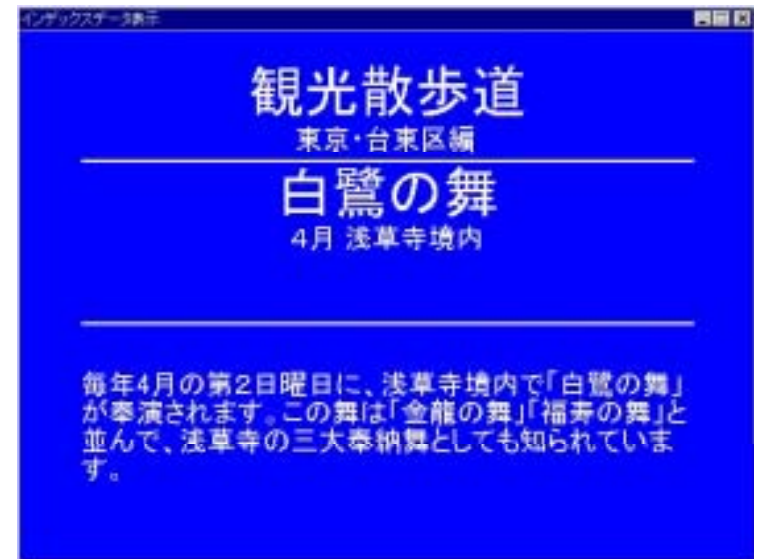 インデックスデータ表示
観光散歩道
東京・台東区編
白鷺の舞
4月 浅草寺境内
毎年4月の第2日曜日に、浅草寺境内で「白鷺の舞」
が奉演されます。この舞は「金龍の舞」「福寿の舞」と
並んで、浅草寺の三大奉納舞としても知られていま
す。